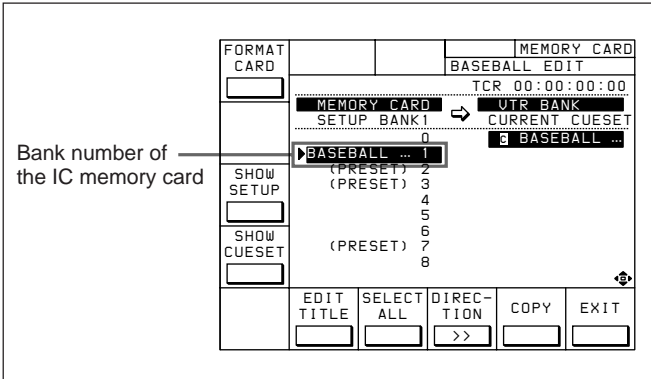 FORMAT CARD
MEMORY CARD
BASEBALL EDIT
TCR 00:00:00:00
MEMORY CARD
SETUP BANK1
VTR BANK
CURRENT CUESET
0
C BASEBALL …
Bank number of
the IC memory card
BASEBALL … 1
(PRESET) 2
(PRESET) 3
4
5
6
(PRESET) 7
8
SHOW SETUP
SHOW CUESET
EDIT TITLE
SELECT ALL
DIREC-TION
>>
COPY
EXIT